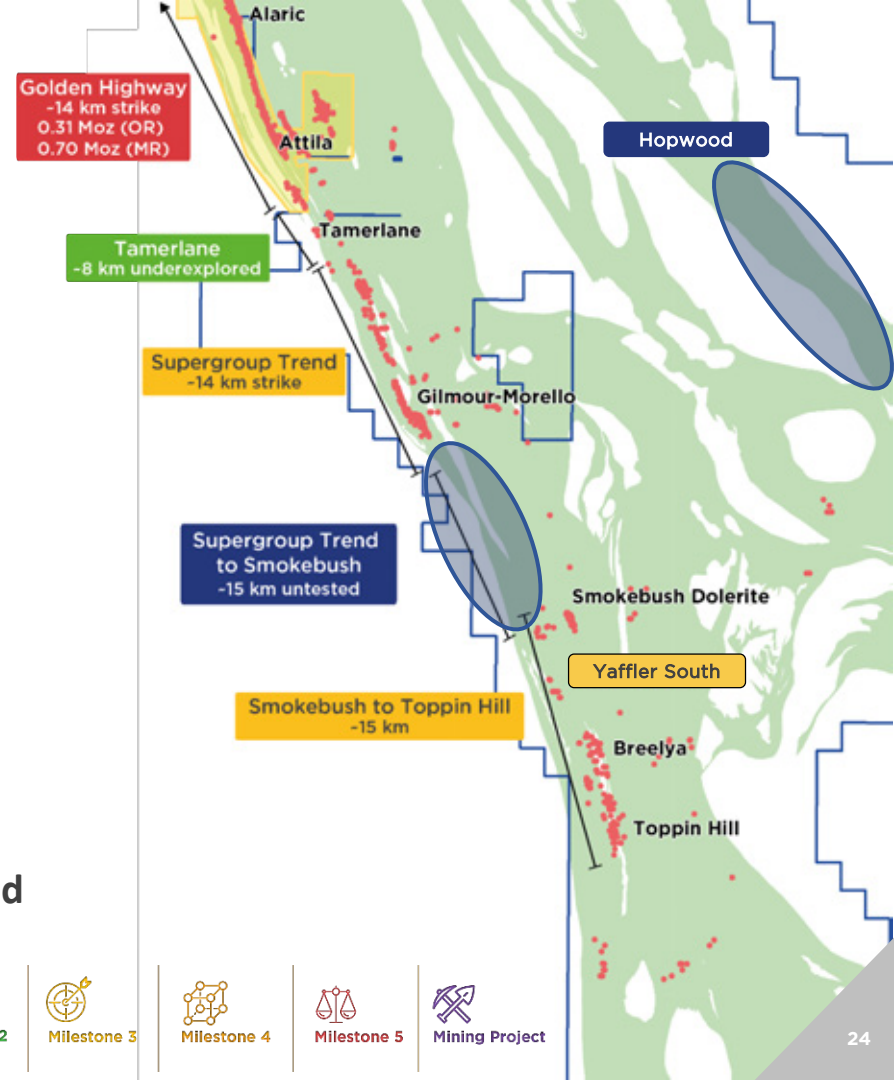 Alaric
Golden Highway
~14 km strike
0.31 Moz (OR)
0.70 Moz (MR)
Hopwood
Attila
Tamerlane
Tamerlane
~8 km underexplored
Supergroup Trend
~14 km strike
Gilmour-Morello
Supergroup Trend
to Smokebush
~15 km untested
Smokebush Dolerite
Yaffler South
Smokebush to Toppin Hill
~15 km
Breelya
Toppin Hill
d
2
Milestone 3
Milestone 4
Milestone 5
Mining Project
24